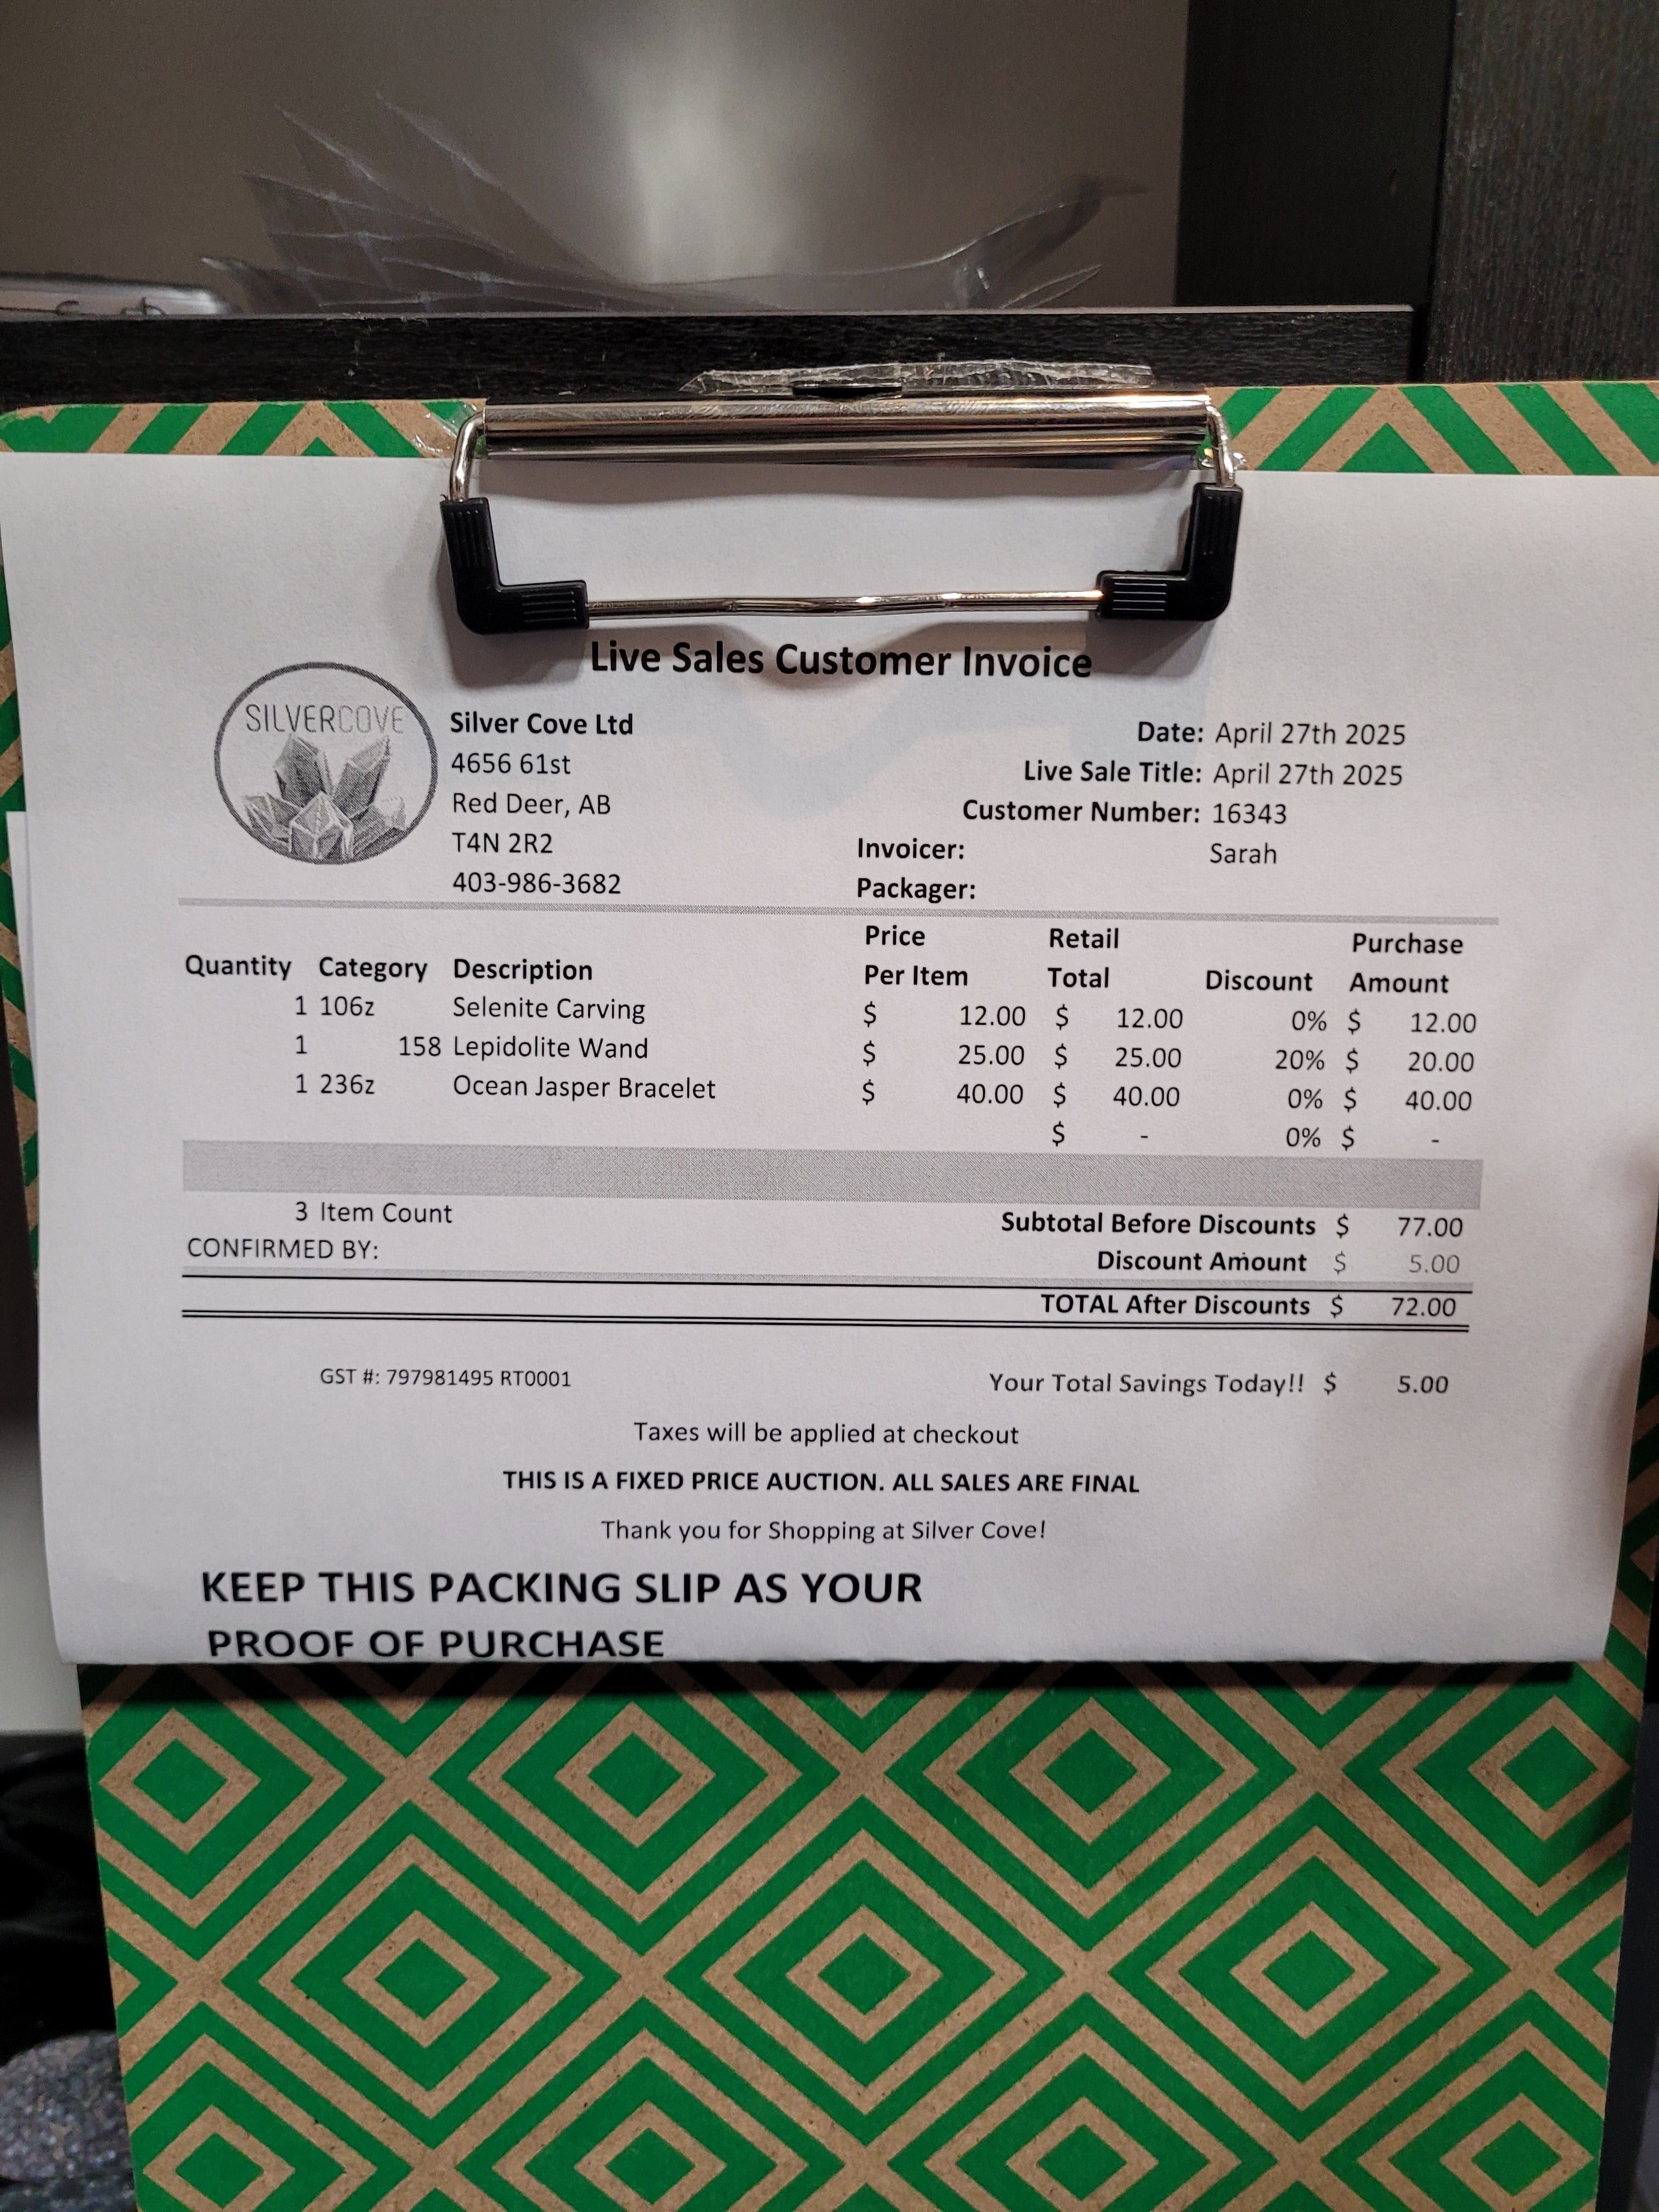 Live Sales Customer Invoice
SILVERCOVE
Silver Cove Ltd
4656 61st
Red Deer, AB
T4N 2R2
403-986-3682
Date: April 27th 2025
Live Sale Title: April 27th 2025
Customer Number: 16343
Invoicer: Sarah
Packager:
Quantity Category Description Price Per Item Retail Total Discount Purchase Amount
1 106z Selenite Carving $ 12.00 $ 12.00 0% $ 12.00
1 158 Lepidolite Wand $ 25.00 $ 25.00 20% $ 20.00
1 236z Ocean Jasper Bracelet $ 40.00 $ 40.00 0% $ 40.00
$ - 0% $ -
3 Item Count
CONFIRMED BY:
Subtotal Before Discounts $ 77.00
Discount Amount $ 5.00
TOTAL After Discounts $ 72.00
GST #: 797981495 RT0001
Your Total Savings Today!! $ 5.00
Taxes will be applied at checkout
THIS IS A FIXED PRICE AUCTION. ALL SALES ARE FINAL
Thank you for Shopping at Silver Cove!
KEEP THIS PACKING SLIP AS YOUR
PROOF OF PURCHASE